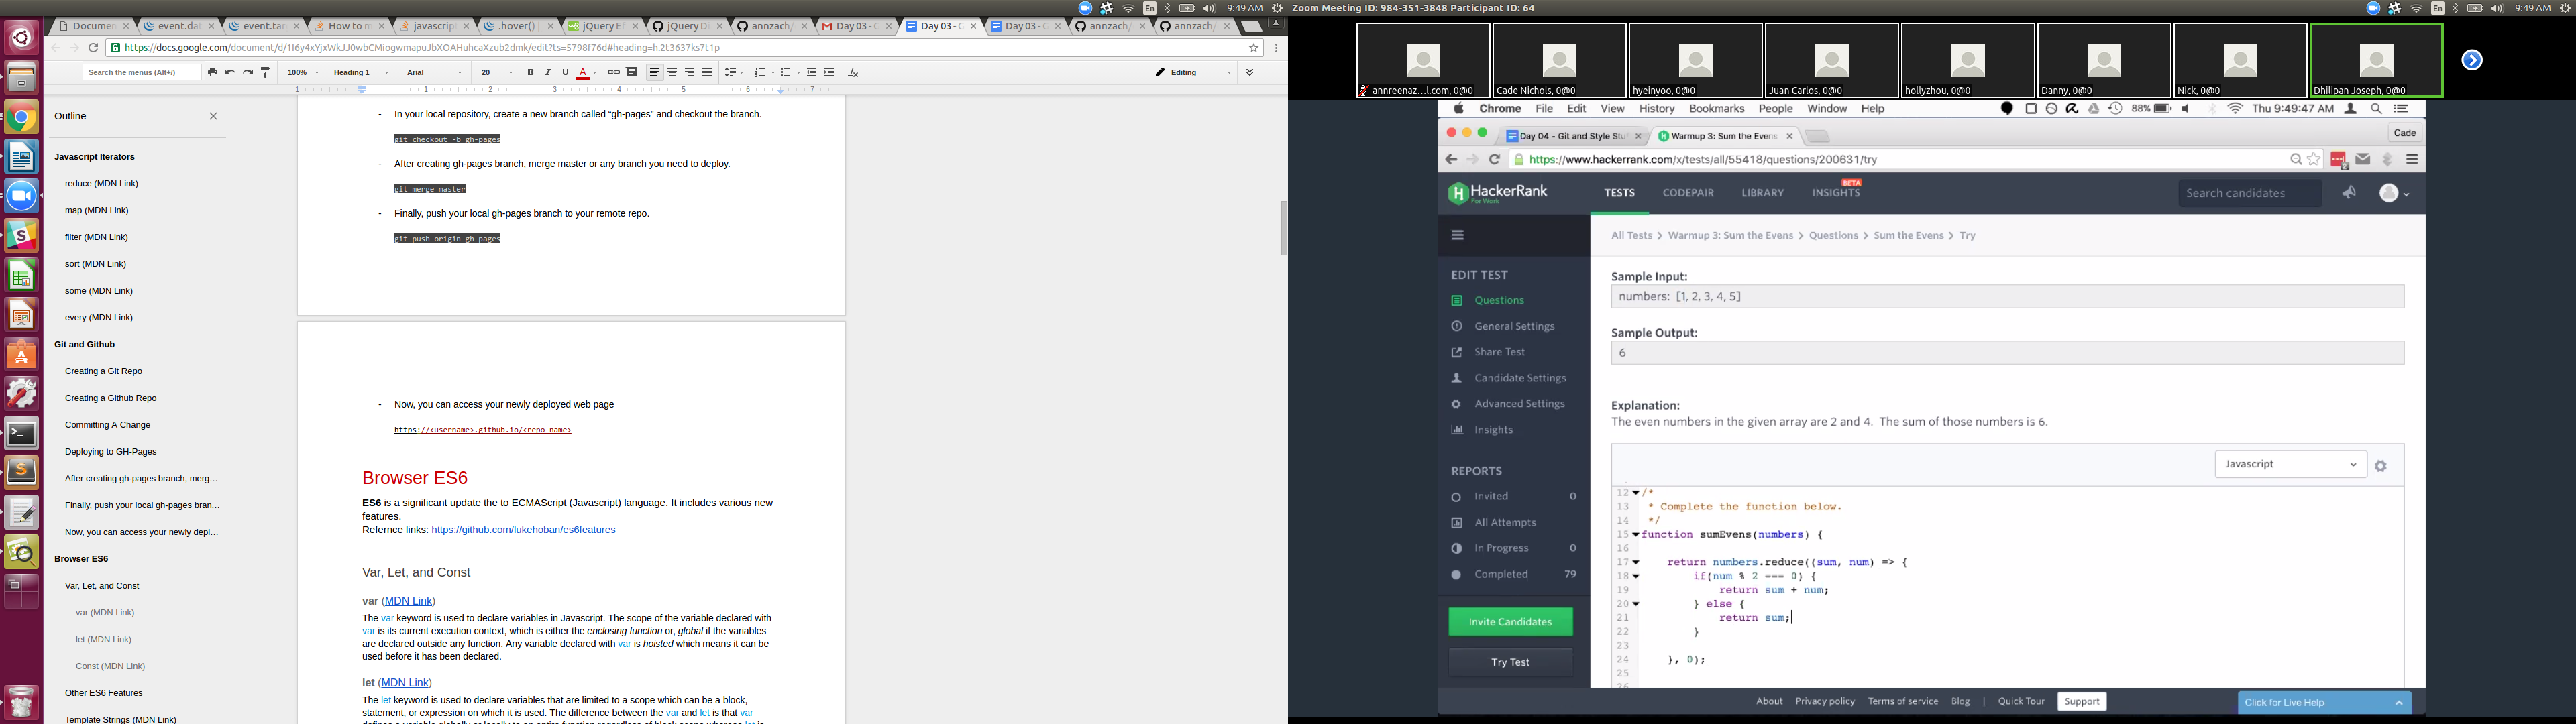 En
9:49 AM
Zoom Meeting ID: 984-351-3848 Participant ID: 64
En
9:49 AM
Documen
event.dat
event.tar
How to m
javascrip
.hover() |
jQuery Ef
jQuery D
annzach/
Day 03 - C
Day 03 - C
Day 03 - G
annzach/
annzach/
https://docs.google.com/document/d/1I6y4xYjxWkJJ0wbCMiogwmapuJbXOAHuhcaXzub2dmk/edit?ts=5798f76d#heading=h.2t3637ks7t1p
Search the menus (Alt+/)
100%
Heading 1
Arial
20
B I U A
Editing
1 1 2 3 4 5 6 7
Outline
Javascript Iterators
reduce (MDN Link)
map (MDN Link)
filter (MDN Link)
sort (MDN Link)
some (MDN Link)
every (MDN Link)
Git and Github
Creating a Git Repo
Creating a Github Repo
Committing A Change
Deploying to GH-Pages
After creating gh-pages branch, merg…
Finally, push your local gh-pages bran…
Now, you can access your newly depl…
Browser ES6
Var, Let, and Const
var (MDN Link)
let (MDN Link)
Const (MDN Link)
Other ES6 Features
Template Strings (MDN Link)
- In your local repository, create a new branch called “gh-pages” and checkout the branch.
git checkout -b gh-pages
- After creating gh-pages branch, merge master or any branch you need to deploy.
git merge master
- Finally, push your local gh-pages branch to your remote repo.
git push origin gh-pages
- Now, you can access your newly deployed web page
https://<username>.github.io/<repo-name>
Browser ES6
ES6 is a significant update the to ECMAScript (Javascript) language. It includes various new
features.
Refernce links: https://github.com/lukehoban/es6features
Var, Let, and Const
var (MDN Link)
The var keyword is used to declare variables in Javascript. The scope of the variable declared with
var is its current execution context, which is either the enclosing function or, global if the variables
are declared outside any function. Any variable declared with var is hoisted which means it can be
used before it has been declared.
let (MDN Link)
The let keyword is used to declare variables that are limited to a scope which can be a block,
statement, or expression on which it is used. The difference between the var and let is that var
annreenaz...l.com, 0@0
Cade Nichols, 0@0
hyeinyoo, 0@0
Juan Carlos, 0@0
hollyzhou, 0@0
Danny, 0@0
Nick, 0@0
Dhilipan Joseph, 0@0
Chrome File Edit View History Bookmarks People Window Help
88%
Thu 9:49:47 AM
Day 04 - Git and Style Stu
Warmup 3: Sum the Evens
Cade
https://www.hackerrank.com/x/tests/all/55418/questions/200631/try
HackerRank
For Work
TESTS
CODEPAIR
LIBRARY
INSIGHTS
BETA
Search candidates
All Tests > Warmup 3: Sum the Evens > Questions > Sum the Evens > Try
EDIT TEST
Questions
General Settings
Share Test
Candidate Settings
Advanced Settings
Insights
REPORTS
Invited 0
All Attempts
In Progress 0
Completed 79
Invite Candidates
Try Test
Sample Input:
numbers: [1, 2, 3, 4, 5]
Sample Output:
6
Explanation:
The even numbers in the given array are 2 and 4. The sum of those numbers is 6.
Javascript
12 /*
13 * Complete the function below.
14 */
15 function sumEvens(numbers) {
16
17 return numbers.reduce((sum, num) => {
18 if(num % 2 === 0) {
19 return sum + num;
20 } else {
21 return sum;
22 }
23
24 }, 0);
25
26
About Privacy policy Terms of service Blog | Quick Tour Support
Click for Live Help